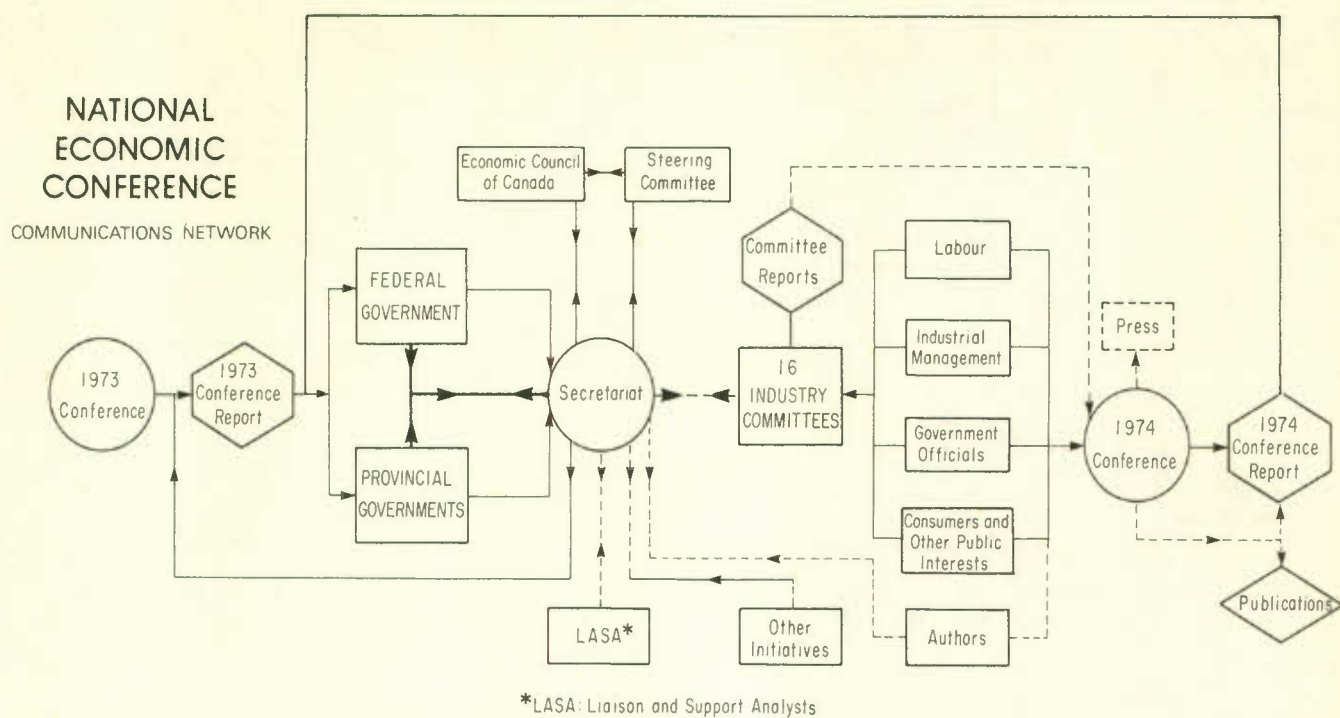 NATIONAL
ECONOMIC
CONFERENCE
COMMUNICATIONS NETWORK
Economic Council
of Canada
Steering
Committee
FEDERAL
GOVERNMENT
PROVINCIAL
GOVERNMENTS
1973
Conference
1973
Conference
Report
Secretariat
Committee
Reports
16
INDUSTRY
COMMITTEES
Labour
Industrial
Management
Government
Officials
Consumers and
Other Public
Interests
Authors
Press
1974
Conference
1974
Conference
Report
Publications
LASA*
Other
Initiatives
*LASA: Liaison and Support Analysts